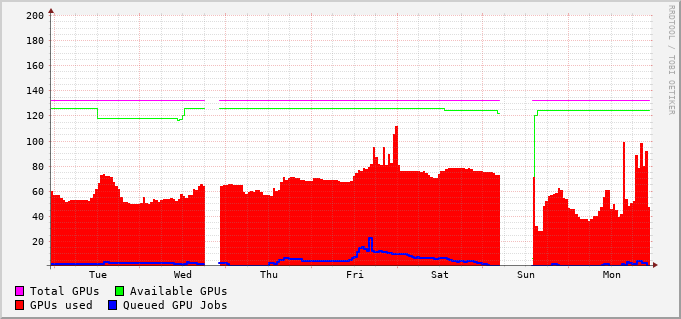 200
180
160
140
120
100
80
60
40
20
Tue Wed Thu Fri Sat Sun Mon
Total GPUs Available GPUs
GPUs used Queued GPU Jobs
RRDTOOL / TOBI OETIKER